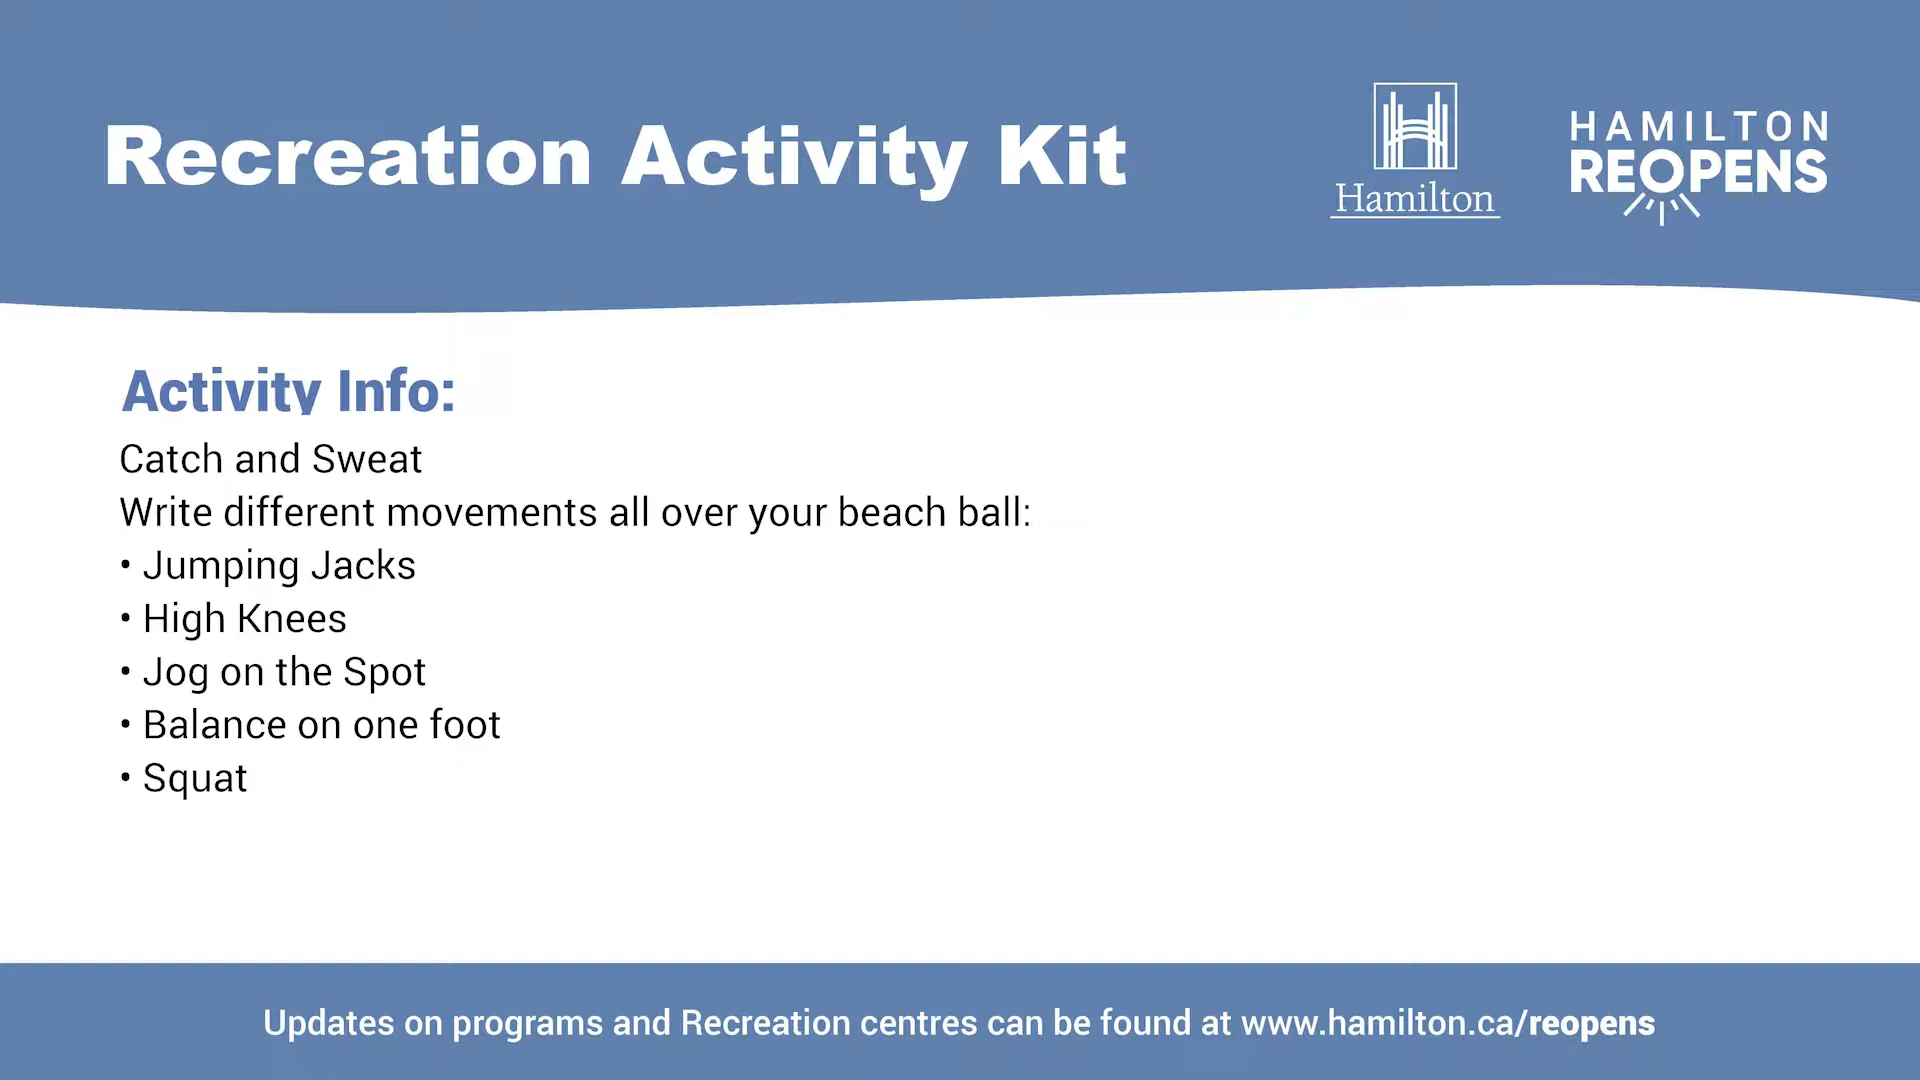 Recreation Activity Kit
Hamilton
HAMILTON
REOPENS
Activity Info:
Catch and Sweat
Write different movements all over your beach ball:
• Jumping Jacks
• High Knees
• Jog on the Spot
• Balance on one foot
• Squat
Updates on programs and Recreation centres can be found at www.hamilton.ca/reopens